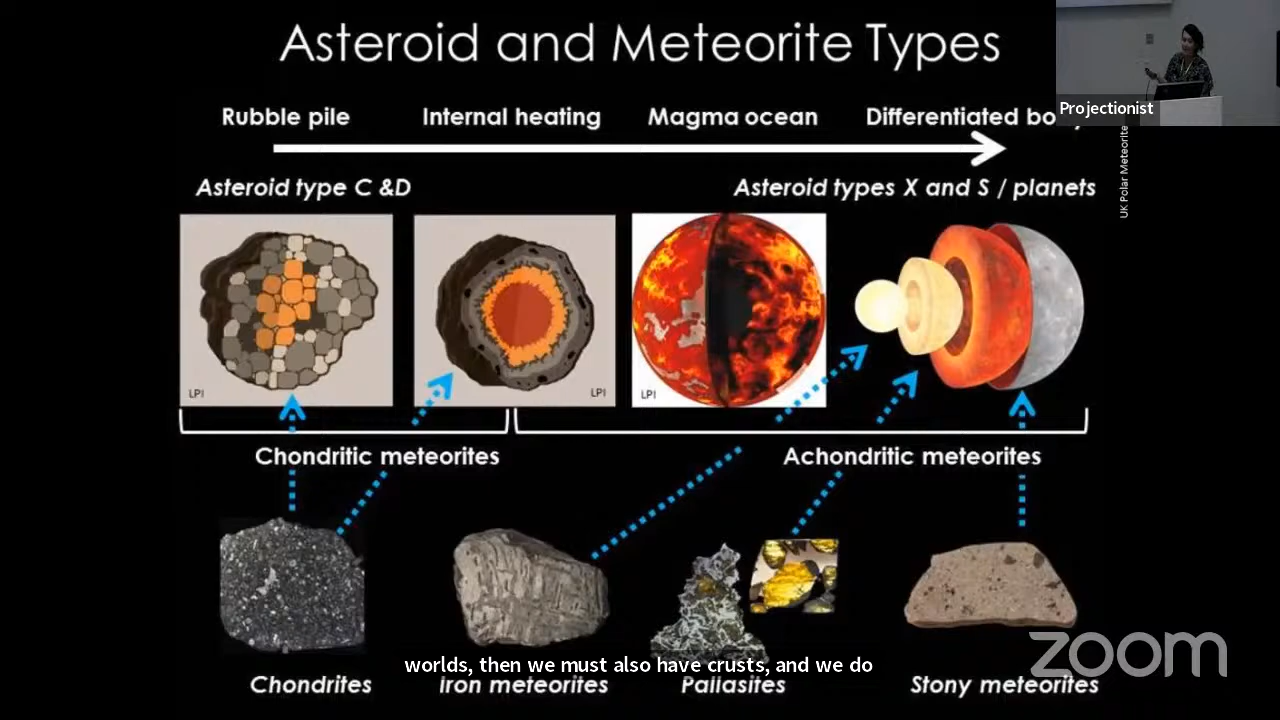 Asteroid and Meteorite Types
Projectionist
Rubble pile Internal heating Magma ocean Differentiated
UK Polar Meteorite
Asteroid type C &D Asteroid types X and S / planets
LPI LPI LPI
Chondritic meteorites Achondritic meteorites
worlds, then we must also have crusts, and we do
zoom
Chondrites Iron meteorites Pallasites Stony meteorites